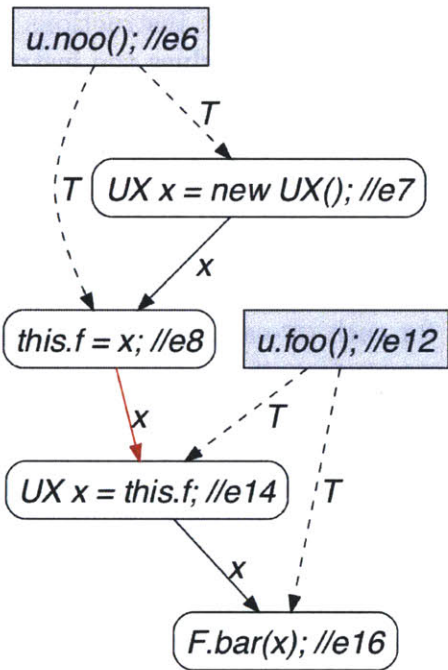 u.noo(); //e6
T
T
UX x = new UX(); //e7
x
this.f = x; //e8
u.foo(); //e12
x
T
UX x = this.f; //e14
T
x
F.bar(x); //e16